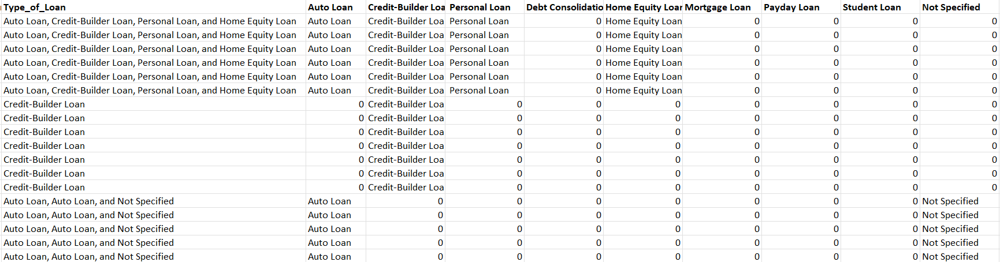 Type_of_Loan Auto Loan Credit-Builder Loa Personal Loan Debt Consolidatio Home Equity Loan Mortgage Loan Payday Loan Student Loan Not Specified
Auto Loan, Credit-Builder Loan, Personal Loan, and Home Equity Loan Auto Loan Credit-Builder Loa Personal Loan 0 Home Equity Loan 0 0 0 0
Auto Loan, Credit-Builder Loan, Personal Loan, and Home Equity Loan Auto Loan Credit-Builder Loa Personal Loan 0 Home Equity Loan 0 0 0 0
Auto Loan, Credit-Builder Loan, Personal Loan, and Home Equity Loan Auto Loan Credit-Builder Loa Personal Loan 0 Home Equity Loan 0 0 0 0
Auto Loan, Credit-Builder Loan, Personal Loan, and Home Equity Loan Auto Loan Credit-Builder Loa Personal Loan 0 Home Equity Loan 0 0 0 0
Auto Loan, Credit-Builder Loan, Personal Loan, and Home Equity Loan Auto Loan Credit-Builder Loa Personal Loan 0 Home Equity Loan 0 0 0 0
Auto Loan, Credit-Builder Loan, Personal Loan, and Home Equity Loan Auto Loan Credit-Builder Loa Personal Loan 0 Home Equity Loan 0 0 0 0
Credit-Builder Loan 0 Credit-Builder Loa 0 0 0 0 0 0 0
Credit-Builder Loan 0 Credit-Builder Loa 0 0 0 0 0 0 0
Credit-Builder Loan 0 Credit-Builder Loa 0 0 0 0 0 0 0
Credit-Builder Loan 0 Credit-Builder Loa 0 0 0 0 0 0 0
Credit-Builder Loan 0 Credit-Builder Loa 0 0 0 0 0 0 0
Credit-Builder Loan 0 Credit-Builder Loa 0 0 0 0 0 0 0
Credit-Builder Loan 0 Credit-Builder Loa 0 0 0 0 0 0 0
Auto Loan, Auto Loan, and Not Specified Auto Loan 0 0 0 0 0 0 0 Not Specified
Auto Loan, Auto Loan, and Not Specified Auto Loan 0 0 0 0 0 0 0 Not Specified
Auto Loan, Auto Loan, and Not Specified Auto Loan 0 0 0 0 0 0 0 Not Specified
Auto Loan, Auto Loan, and Not Specified Auto Loan 0 0 0 0 0 0 0 Not Specified
Auto Loan, Auto Loan, and Not Specified Auto Loan 0 0 0 0 0 0 0 Not Specified